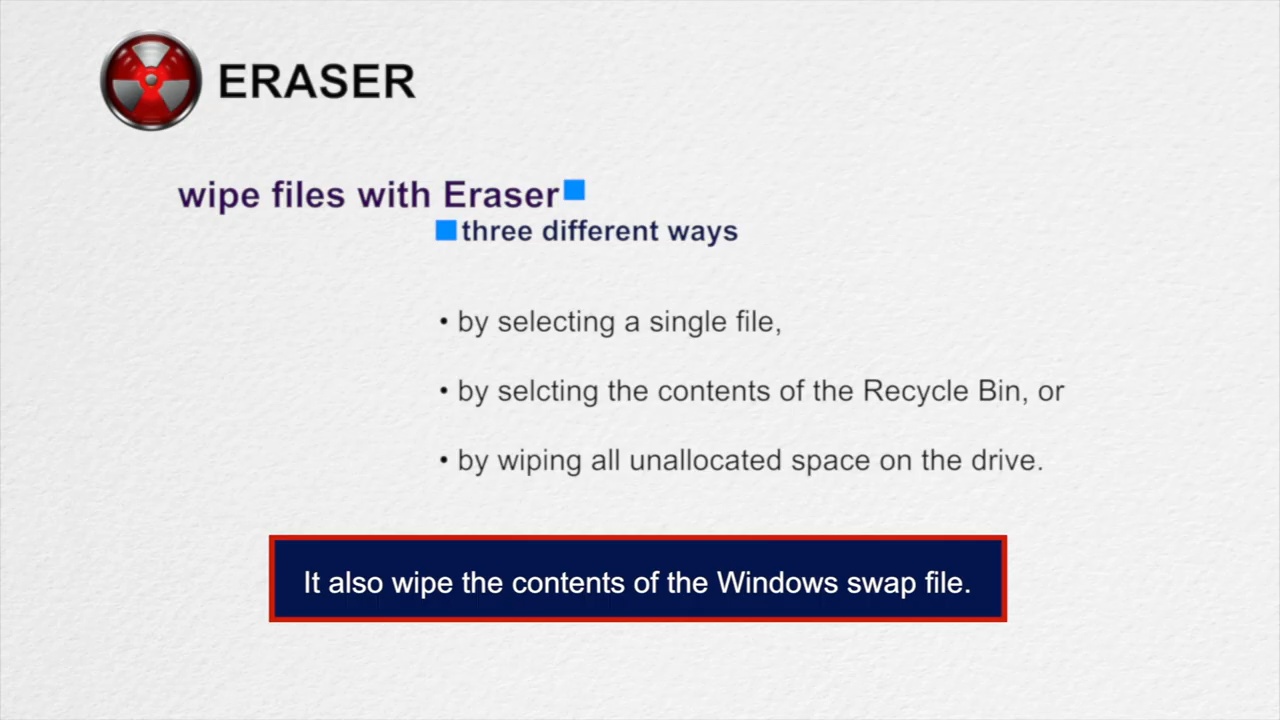 ERASER
wipe files with Eraser
three different ways
• by selecting a single file,
• by selcting the contents of the Recycle Bin, or
• by wiping all unallocated space on the drive.
It also wipe the contents of the Windows swap file.